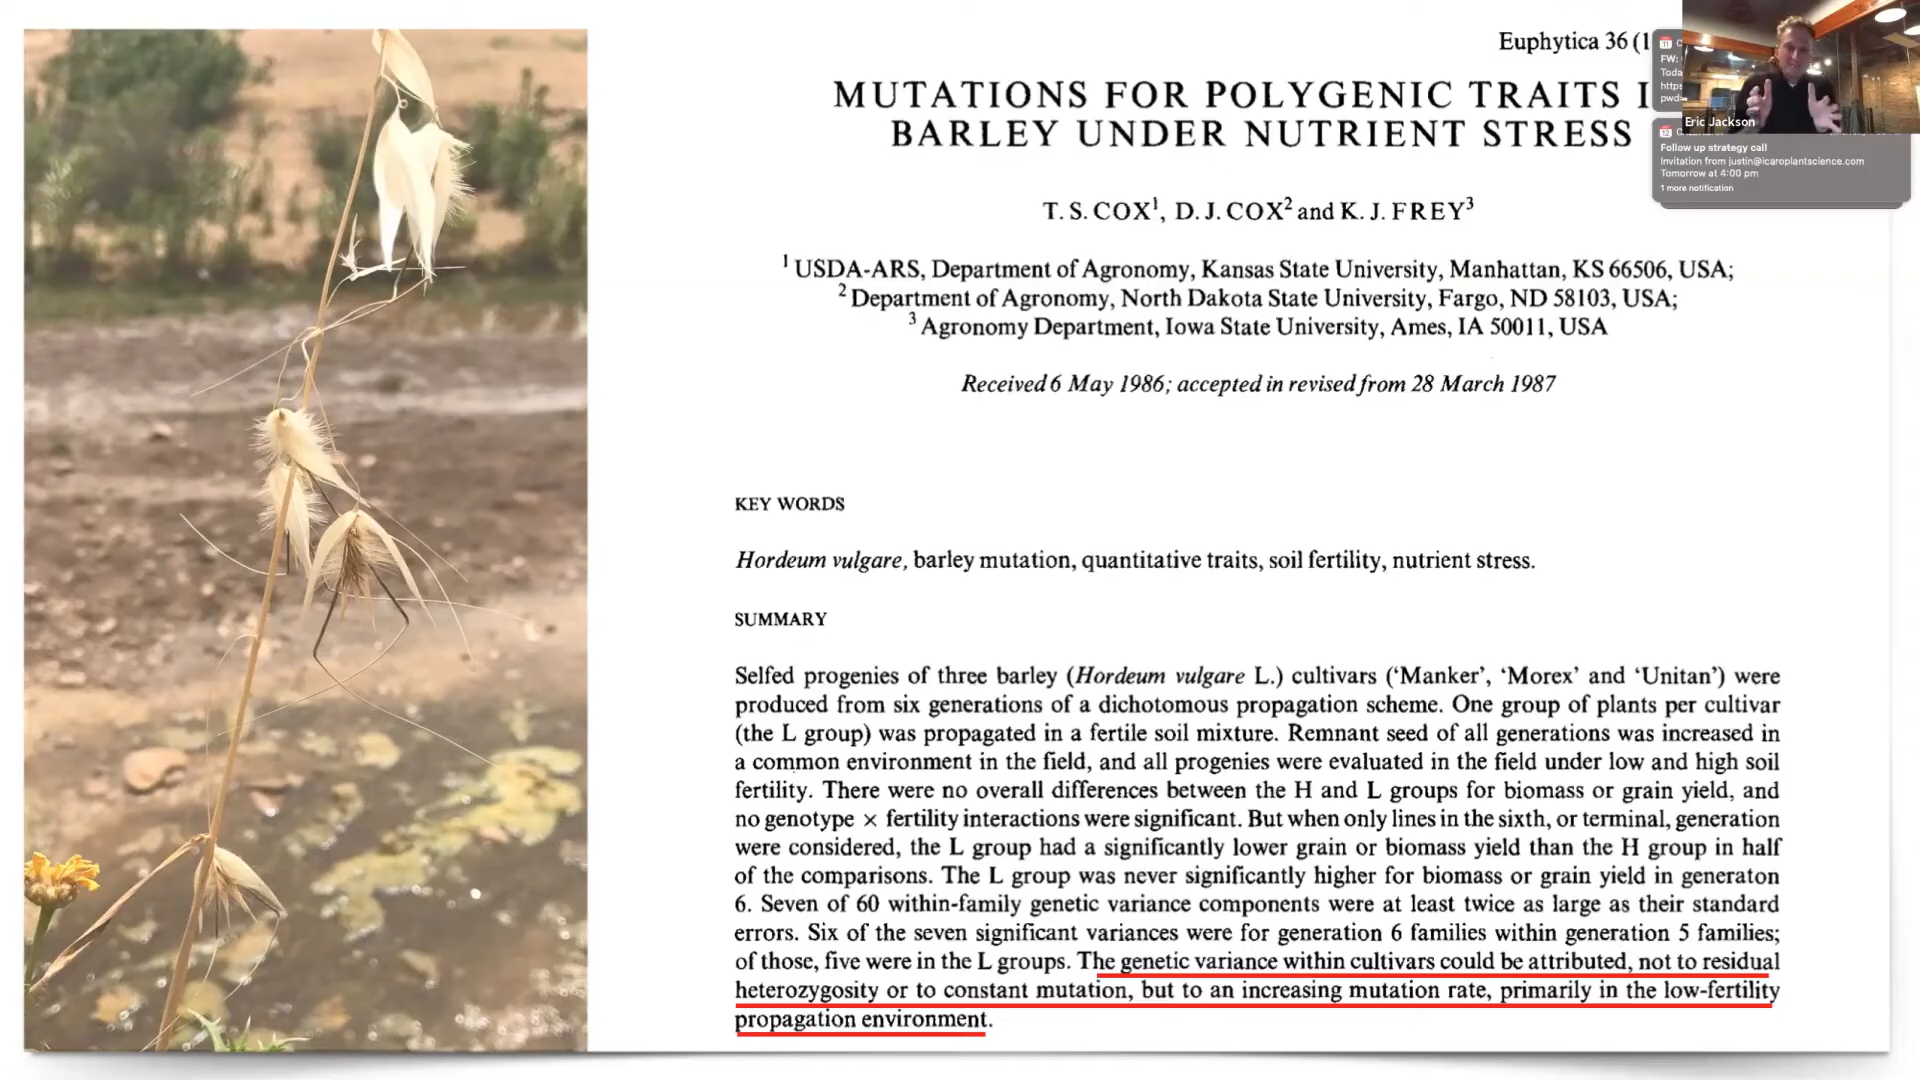 Euphytica 36 (1
MUTATIONS FOR POLYGENIC TRAITS I
BARLEY UNDER NUTRIENT STRESS
T. S. COX¹, D. J. COX² and K. J. FREY³
¹ USDA-ARS, Department of Agronomy, Kansas State University, Manhattan, KS 66506, USA;
² Department of Agronomy, North Dakota State University, Fargo, ND 58103, USA;
³ Agronomy Department, Iowa State University, Ames, IA 50011, USA
Received 6 May 1986; accepted in revised from 28 March 1987
KEY WORDS
Hordeum vulgare, barley mutation, quantitative traits, soil fertility, nutrient stress.
SUMMARY
Selfed progenies of three barley (Hordeum vulgare L.) cultivars (‘Manker’, ‘Morex’ and ‘Unitan’) were
produced from six generations of a dichotomous propagation scheme. One group of plants per cultivar
(the L group) was propagated in a fertile soil mixture. Remnant seed of all generations was increased in
a common environment in the field, and all progenies were evaluated in the field under low and high soil
fertility. There were no overall differences between the H and L groups for biomass or grain yield, and
no genotype × fertility interactions were significant. But when only lines in the sixth, or terminal, generation
were considered, the L group had a significantly lower grain or biomass yield than the H group in half
of the comparisons. The L group was never significantly higher for biomass or grain yield in generaton
6. Seven of 60 within-family genetic variance components were at least twice as large as their standard
errors. Six of the seven significant variances were for generation 6 families within generation 5 families;
of those, five were in the L groups. The genetic variance within cultivars could be attributed, not to residual
heterozygosity or to constant mutation, but to an increasing mutation rate, primarily in the low-fertility
propagation environment.
FW:
Toda
https
pwd=
Eric Jackson
Follow up strategy call
Invitation from justin@icaroplantscience.com
Tomorrow at 4:00 pm
1 more notification